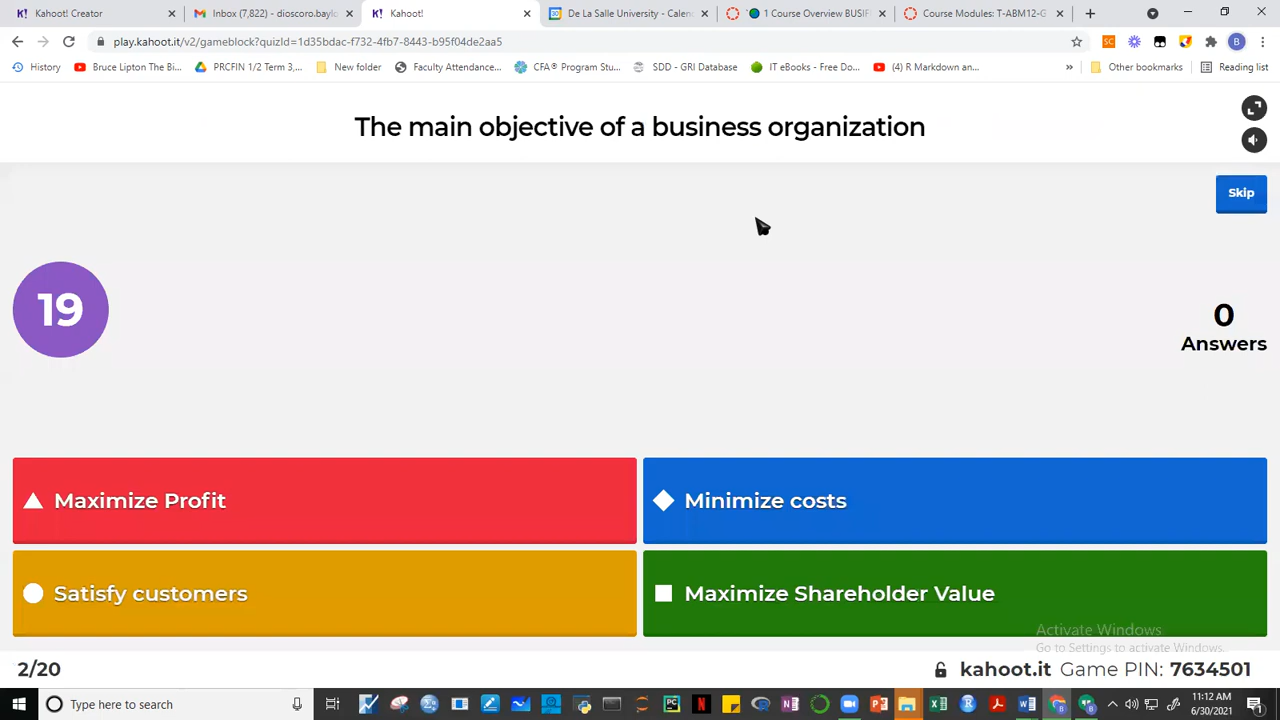 K! Kahoot! Creator
Inbox (7,822) - dioscoro.baylo
K! Kahoot!
De La Salle University - Calend
1 Course Overview BUSIF
Course Modules: T-ABM12-G
play.kahoot.it/v2/gameblock?quizId=1d35bdac-f732-4fb7-8443-b95f04de2aa5
SC
B
History
Bruce Lipton The Bi...
PRCFIN 1/2 Term 3,...
New folder
Faculty Attendance...
CFA® Program Stu...
SDD - GRI Database
IT eBooks - Free Do...
(4) R Markdown an...
»
Other bookmarks
Reading list
The main objective of a business organization
Skip
19
0
Answers
Maximize Profit
Minimize costs
Satisfy customers
Maximize Shareholder Value
Activate Windows
Go to Settings to activate Windows.
2/20
kahoot.it Game PIN: 7634501
Type here to search
11:12 AM
6/30/2021